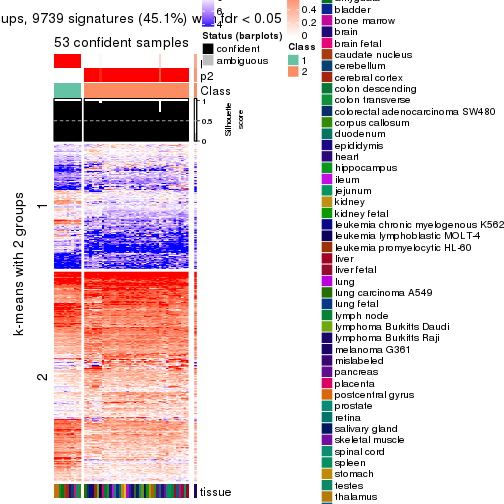 ups, 9739 signatures (45.1%) with fdr < 0.05
53 confident samples
p2
Class
1
0.5
0
Silhouette
score
k-means with 2 groups
1
2
tissue
4
Status (barplots)
confident
ambiguous
0.4
0.2
0
Class
1
2
bladder
bone marrow
brain
brain fetal
caudate nucleus
cerebellum
cerebral cortex
colon descending
colon transverse
colorectal adenocarcinoma SW480
corpus callosum
duodenum
epididymis
heart
hippocampus
ileum
jejunum
kidney
kidney fetal
leukemia chronic myelogenous K562
leukemia lymphoblastic MOLT-4
leukemia promyelocytic HL-60
liver
liver fetal
lung
lung carcinoma A549
lung fetal
lymph node
lymphoma Burkitts Daudi
lymphoma Burkitts Raji
melanoma G361
mislabeled
pancreas
placenta
postcentral gyrus
prostate
retina
salivary gland
skeletal muscle
spinal cord
spleen
stomach
testes
thalamus